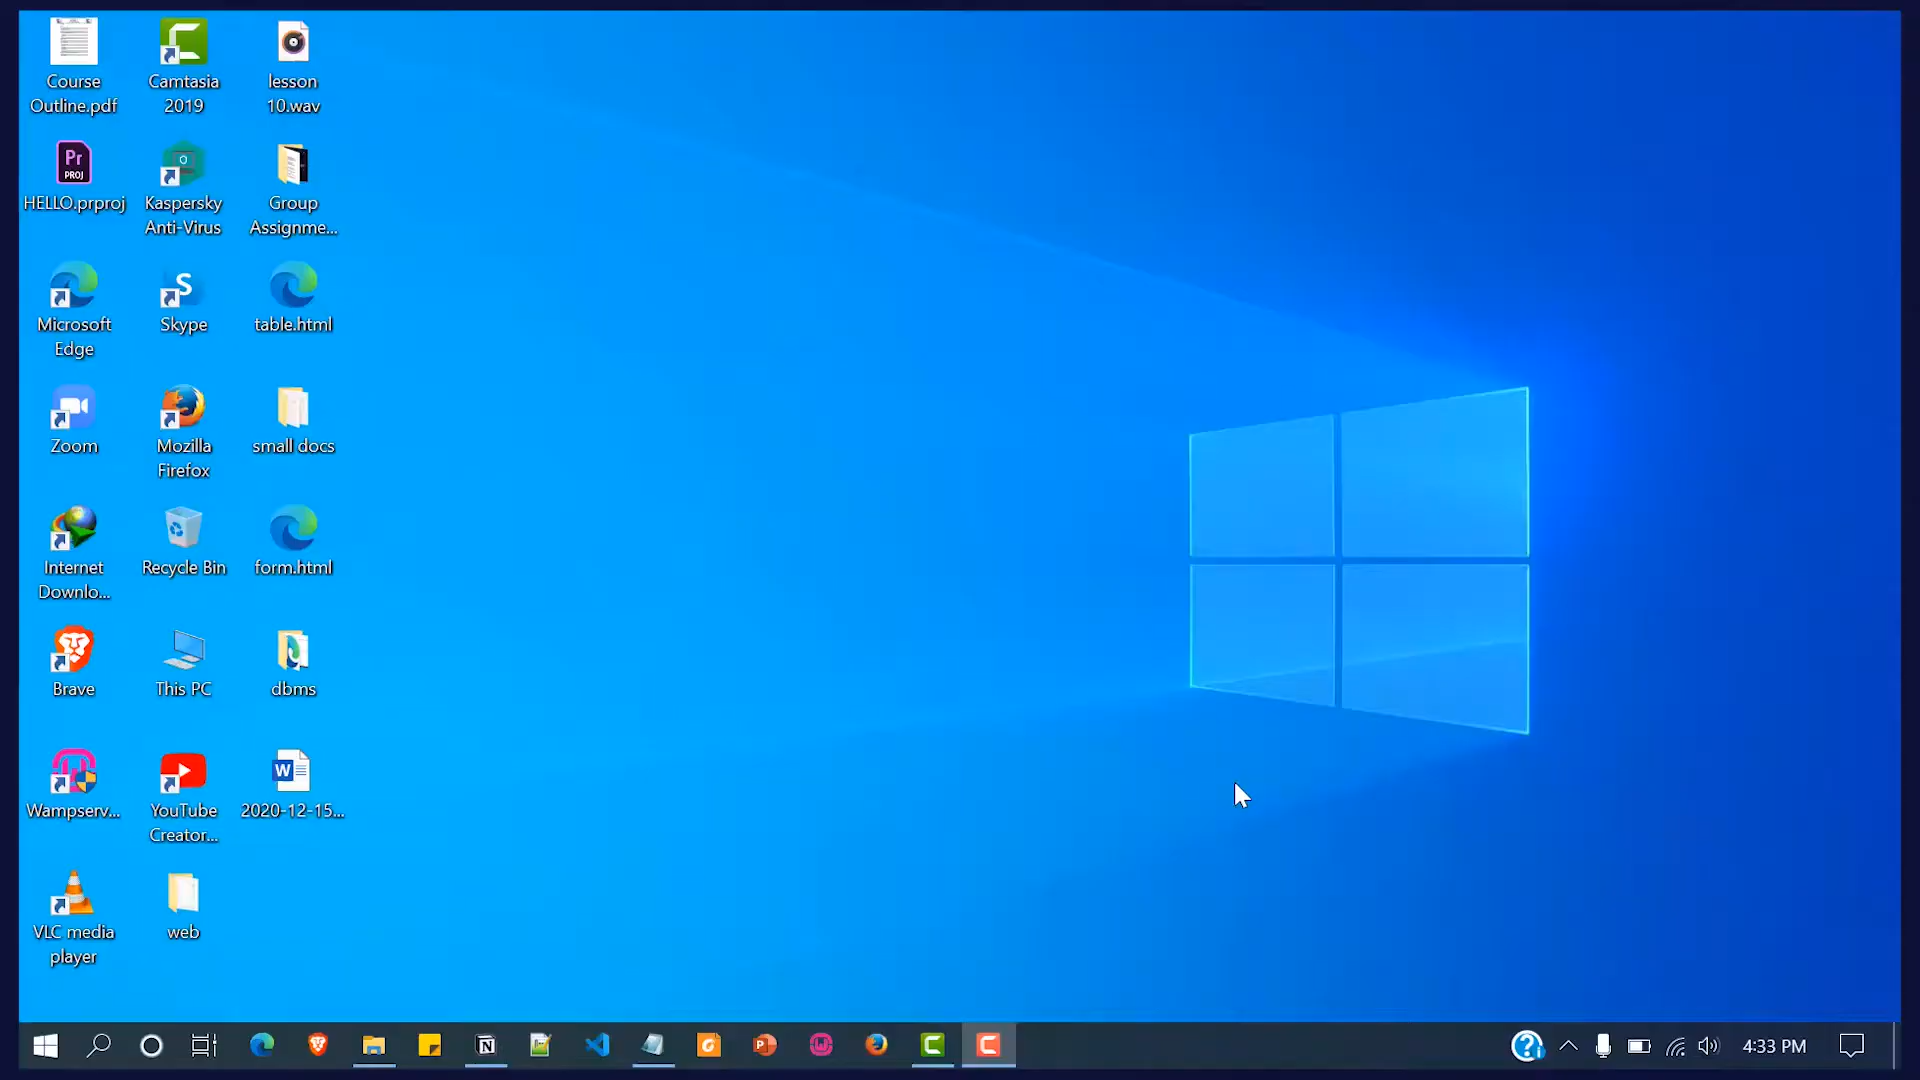 Course
Outline.pdf
Camtasia
2019
lesson
10.wav
Pr
PROJ
HELLO.prproj
Kaspersky
Anti-Virus
Group
Assignme...
Microsoft
Edge
S
Skype
table.html
Zoom
Mozilla
Firefox
small docs
Internet
Downlo...
Recycle Bin
form.html
Brave
This PC
dbms
Wampserv...
YouTube
Creator...
W
2020-12-15...
VLC media
player
web
4:33 PM